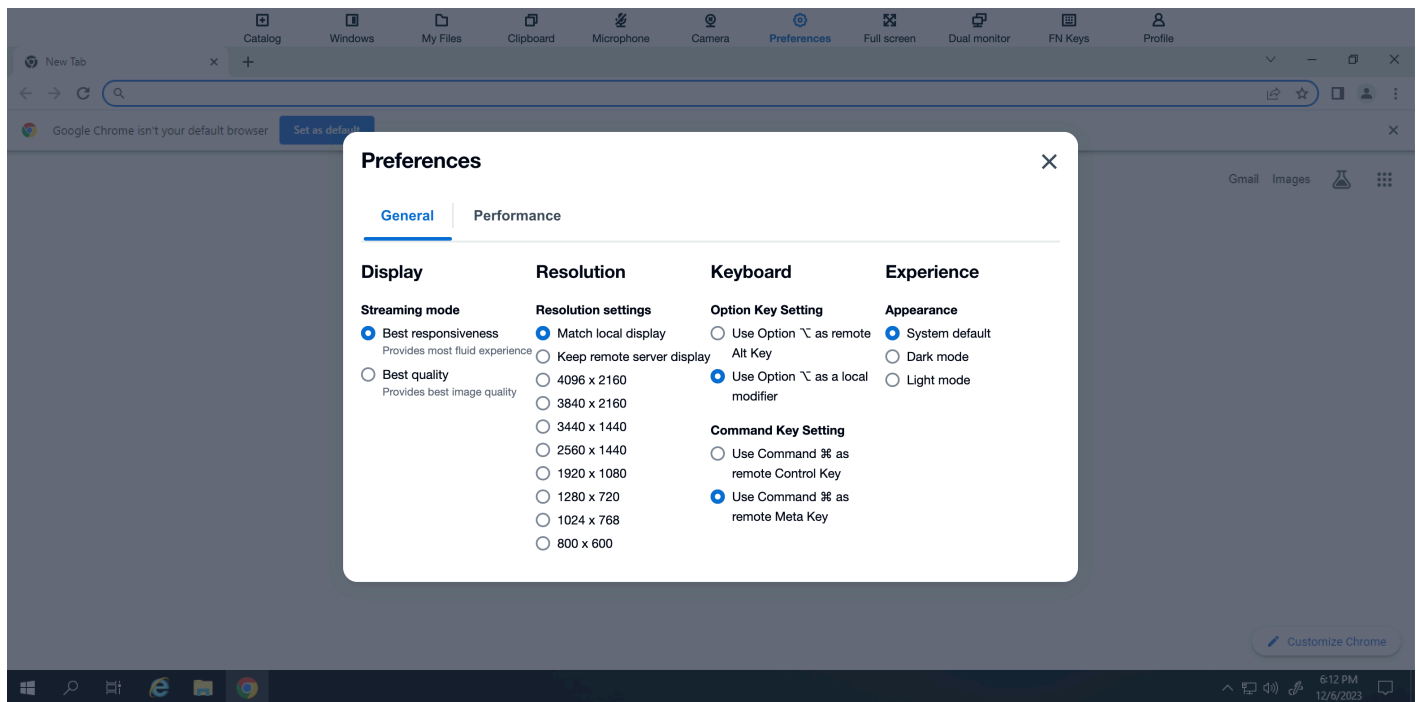 Catalog Windows My Files Clipboard Microphone Camera Preferences Full screen Dual monitor FN Keys Profile
New Tab
Google Chrome isn't your default browser Set as default
Gmail Images
Preferences
General Performance
Display
Streaming mode
Best responsiveness
Provides most fluid experience
Best quality
Provides best image quality
Resolution
Resolution settings
Match local display
Keep remote server display
4096 x 2160
3840 x 2160
3440 x 1440
2560 x 1440
1920 x 1080
1280 x 720
1024 x 768
800 x 600
Keyboard
Option Key Setting
Use Option ⌥ as remote
Alt Key
Use Option ⌥ as a local
modifier
Command Key Setting
Use Command ⌘ as
remote Control Key
Use Command ⌘ as
remote Meta Key
Experience
Appearance
System default
Dark mode
Light mode
Customize Chrome
6:12 PM
12/6/2023